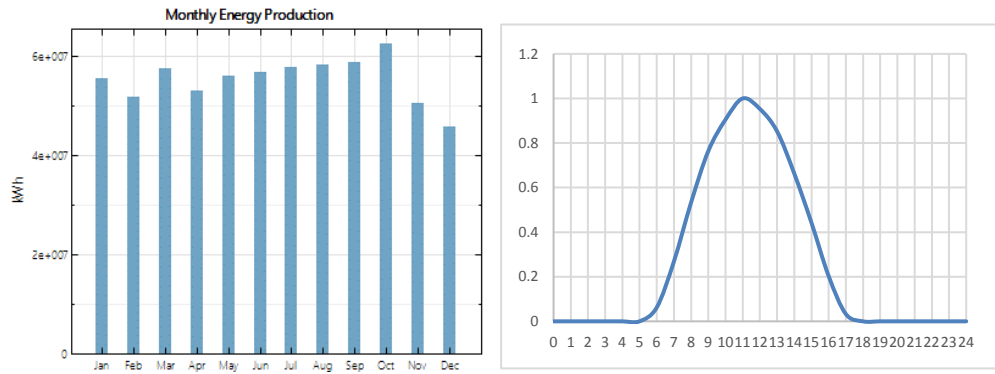 Monthly Energy Production
6e+007
4e+007
2e+007
0
kWh
Jan Feb Mar Apr May Jun Jul Aug Sep Oct Nov Dec
1.2
1
0.8
0.6
0.4
0.2
0
0 1 2 3 4 5 6 7 8 9 10 11 12 13 14 15 16 17 18 19 20 21 22 23 24